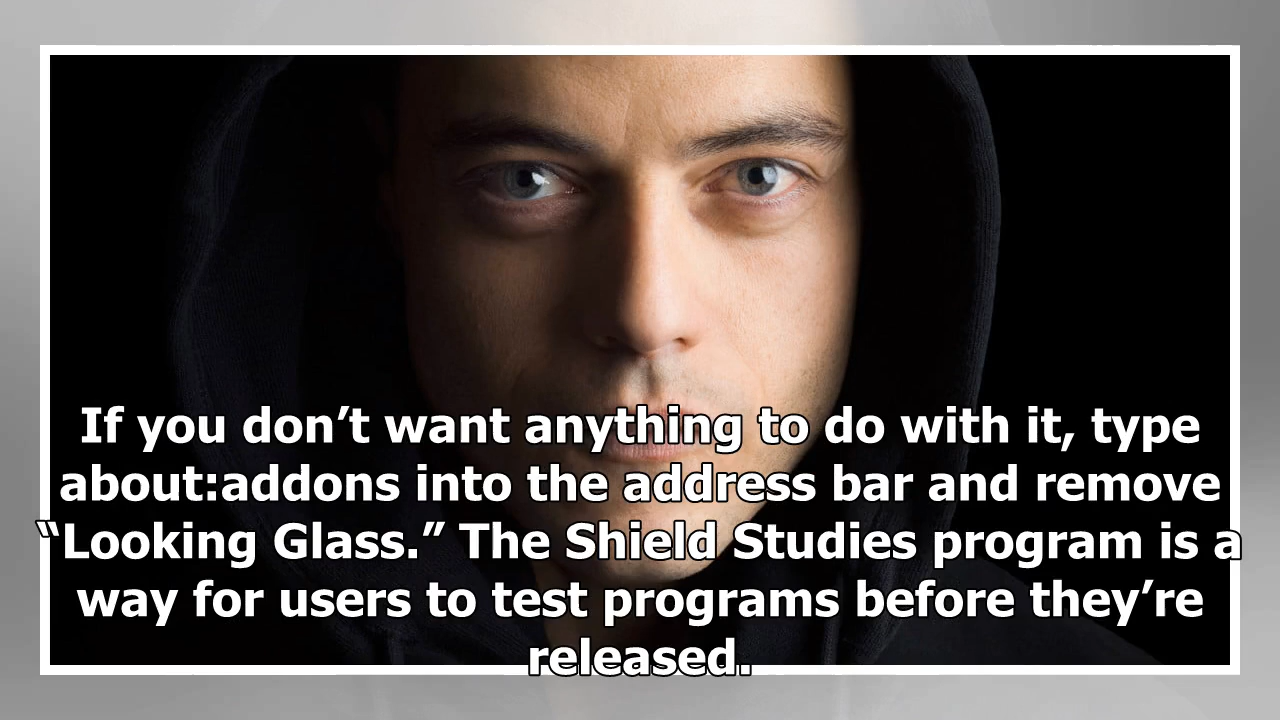 If you don’t want anything to do with it, type
about:addons into the address bar and remove
“Looking Glass.” The Shield Studies program is a
way for users to test programs before they’re
released.